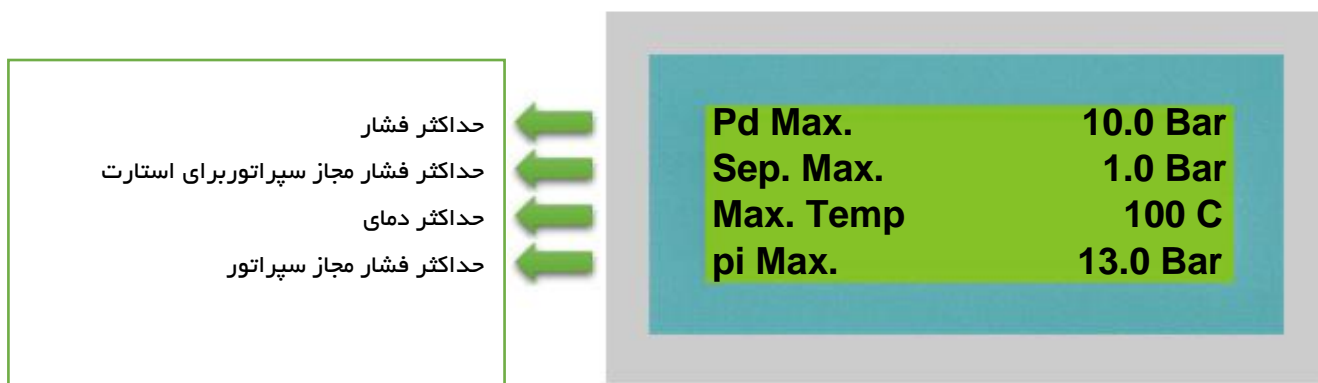 حداکثر فشار
حداکثر فشار مجاز سپراتوربرای استارت
حداکثر دمای
حداکثر فشار مجاز سپراتور
Pd Max. 10.0 Bar
Sep. Max. 1.0 Bar
Max. Temp 100 C
pi Max. 13.0 Bar